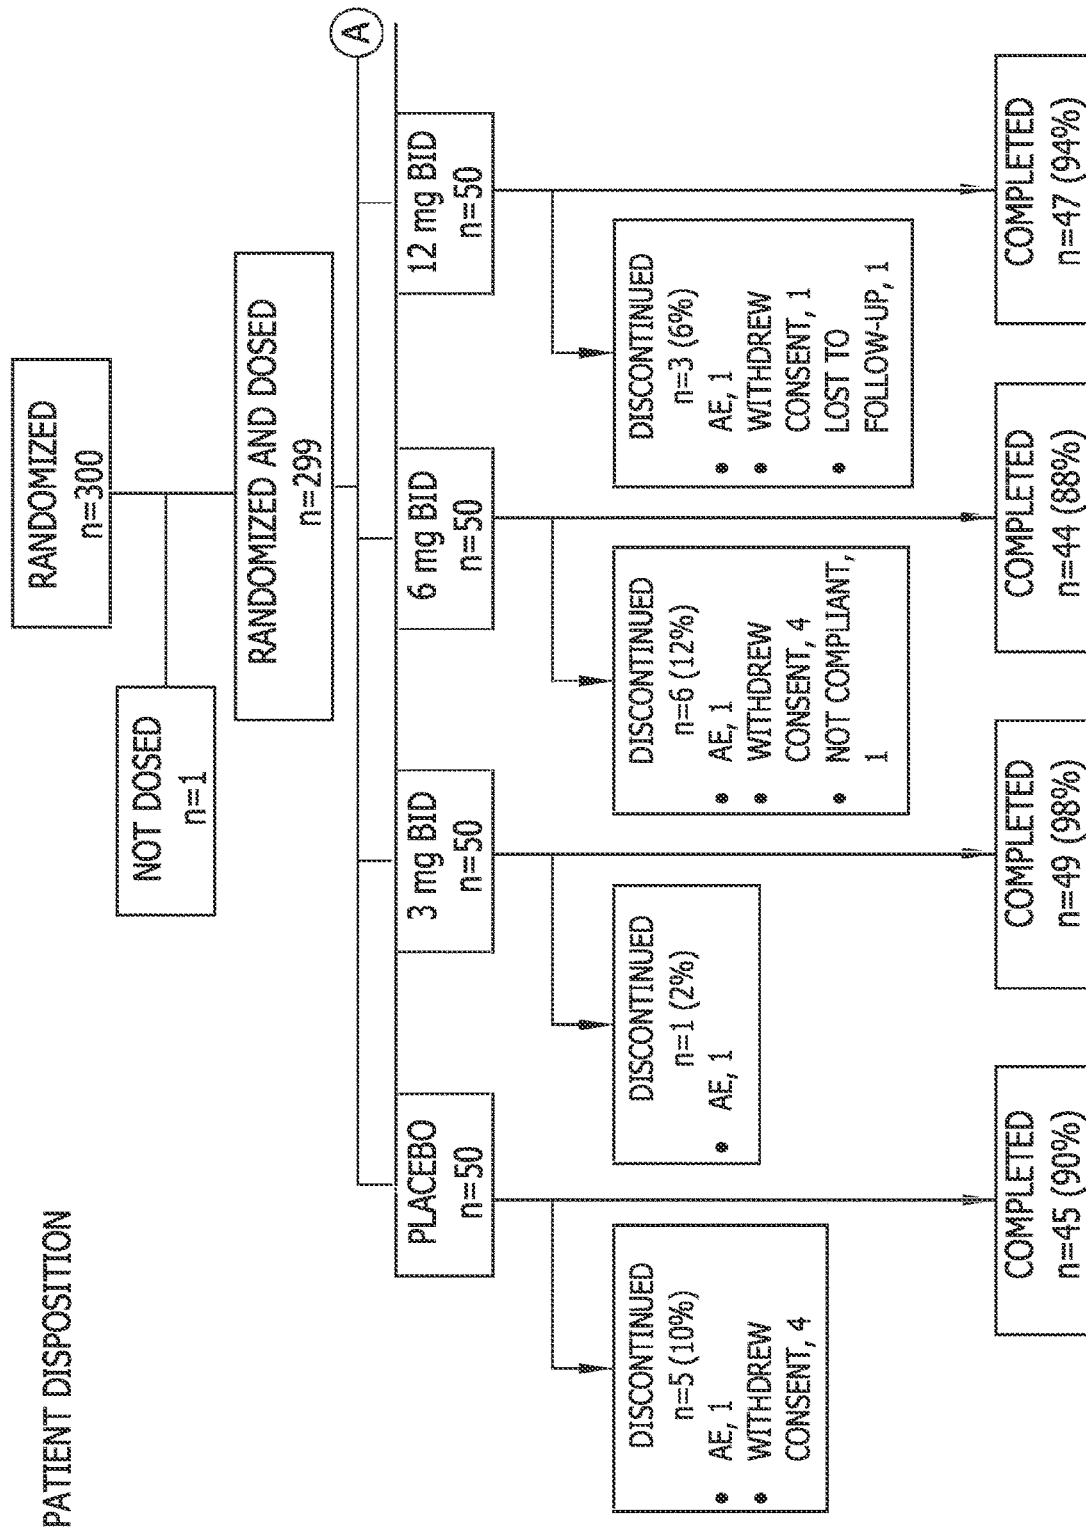 PATIENT DISPOSITION
RANDOMIZED
n=300
NOT DOSED
n=1
RANDOMIZED AND DOSED
n=299
A
PLACEBO
n=50
3 mg BID
n=50
6 mg BID
n=50
12 mg BID
n=50
DISCONTINUED
n=5 (10%)
• AE, 1
• WITHDREW
CONSENT, 4
DISCONTINUED
n=1 (2%)
• AE, 1
DISCONTINUED
n=6 (12%)
• AE, 1
• WITHDREW
CONSENT, 4
• NOT COMPLIANT,
1
DISCONTINUED
n=3 (6%)
• AE, 1
• WITHDREW
CONSENT, 1
• LOST TO
FOLLOW-UP, 1
COMPLETED
n=45 (90%)
COMPLETED
n=49 (98%)
COMPLETED
n=44 (88%)
COMPLETED
n=47 (94%)